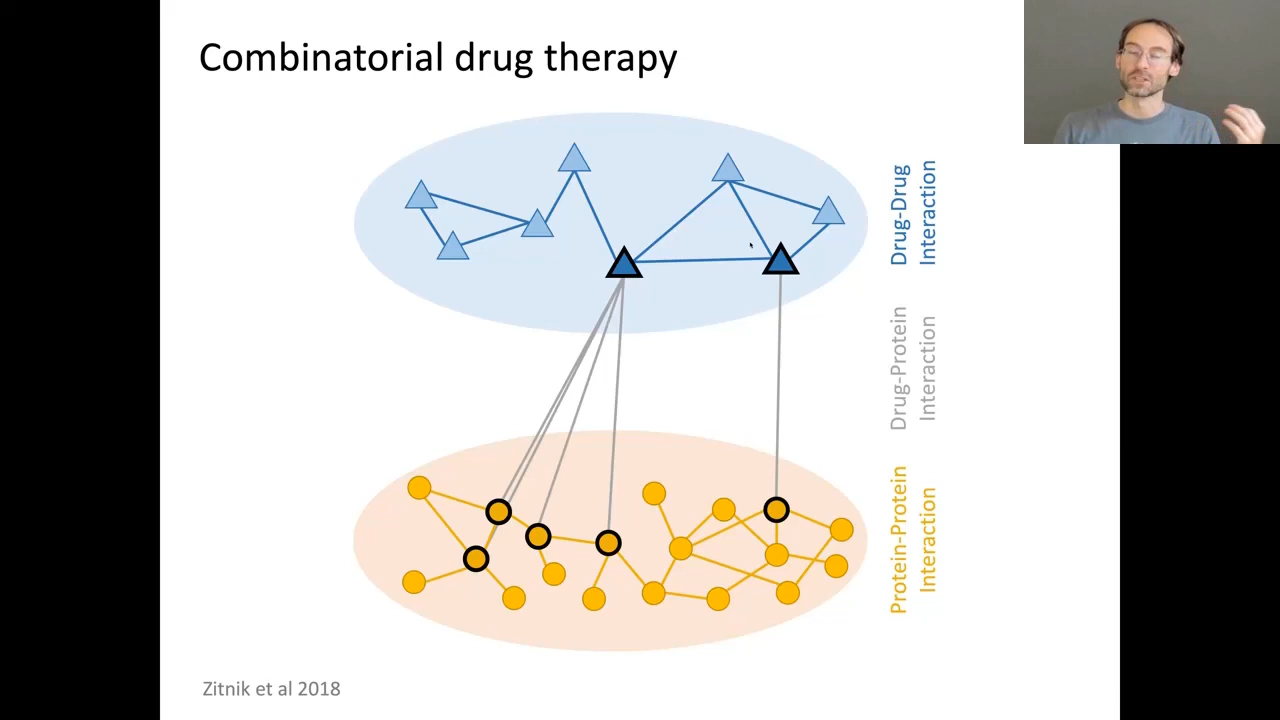 Combinatorial drug therapy
Drug-Drug
Interaction
Drug-Protein
Interaction
Protein-Protein
Interaction
Zitnik et al 2018